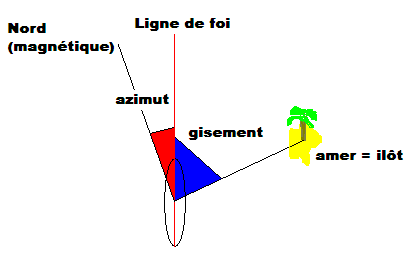 Ligne de foi
Nord
(magnétique)
azimut
gisement
amer = ilôt